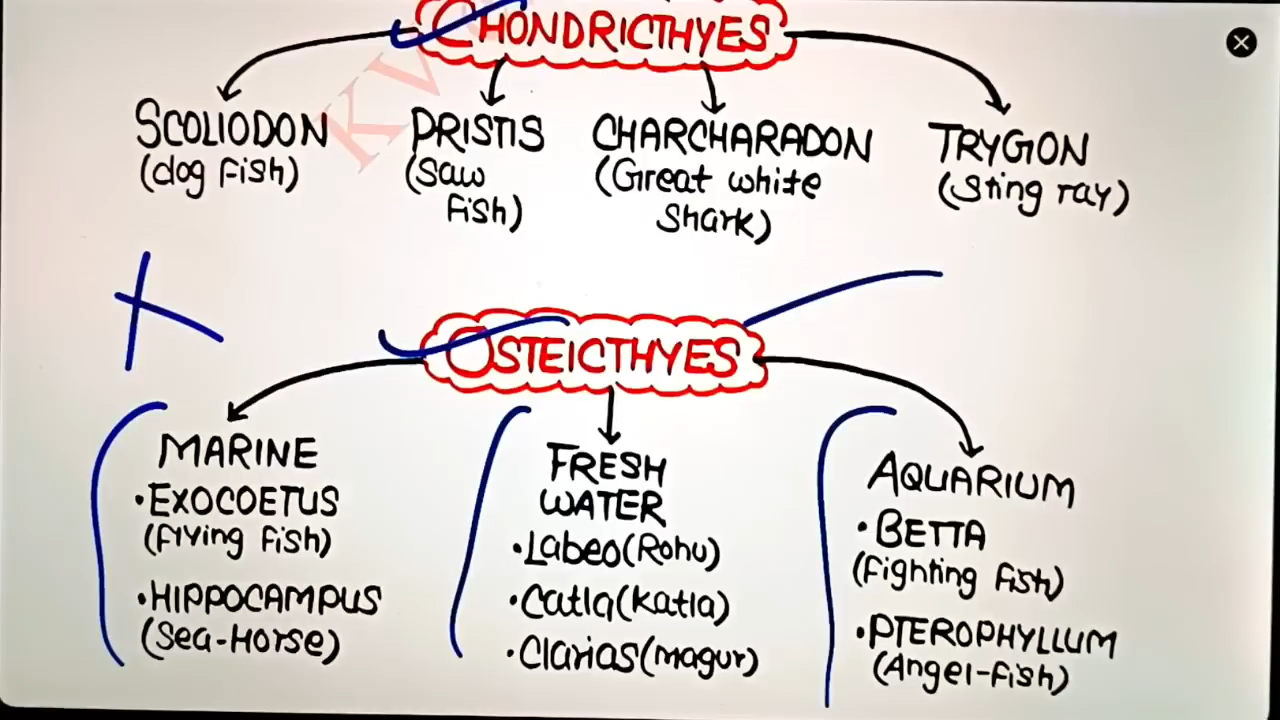 CHONDRICTHYES
SCOLIODON
(dog fish)
PRISTIS
(saw
fish)
CHARCHARADON
(Great white
Shark)
TRYGON
(Sting ray)
KV
OSTEICTHYES
MARINE
•EXOCOETUS
(flying fish)
•HIPPOCAMPUS
(Sea-Horse)
FRESH
WATER
•Labeo(Rohu)
•Catla(Katla)
•Clarias(magur)
AQUARIUM
•BETTA
(Fighting fish)
•PTEROPHYLLUM
(Angel-fish)